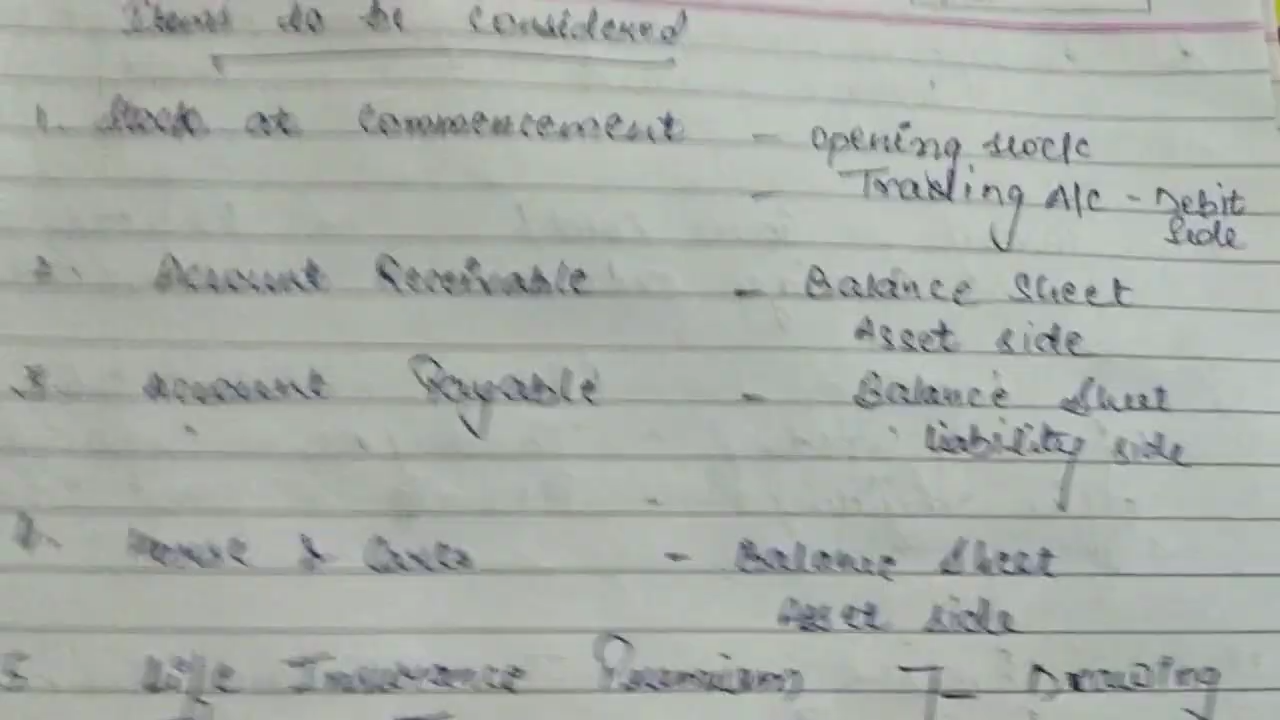 Items to be considered
1. Stock at commencement - opening stock
- Trading A/c - Debit
side
2. Account Receivable - Balance sheet
Asset side
3. Account Payable - Balance sheet
liability side
4. & - Balance sheet
Asset side
5. Life Insurance Premium - Drawing